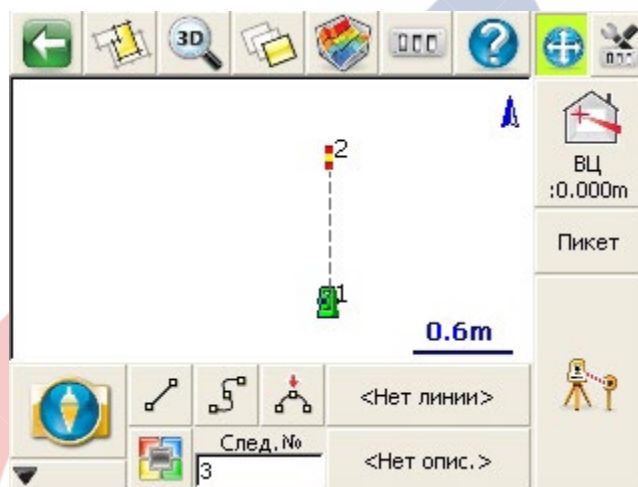 3D
2
ВЦ
:0.000m
Пикет
1
0.6m
<Нет линии>
След.№
3
<Нет опис.>